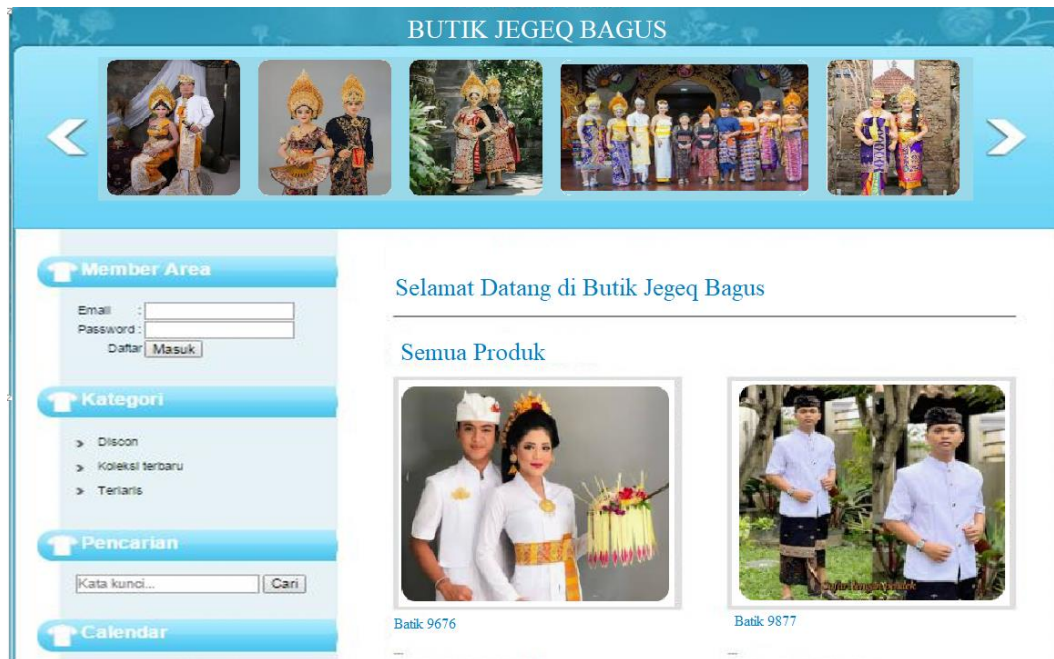 BUTIK JEGEQ BAGUS
Member Area
Email :
Password :
Daftar Masuk
Kategori
Discon
Koleksi terbaru
Terlaris
Pencarian
Kata kunci... Cari
Calendar
Selamat Datang di Butik Jegeq Bagus
Semua Produk
Batik 9676
Batik 9877